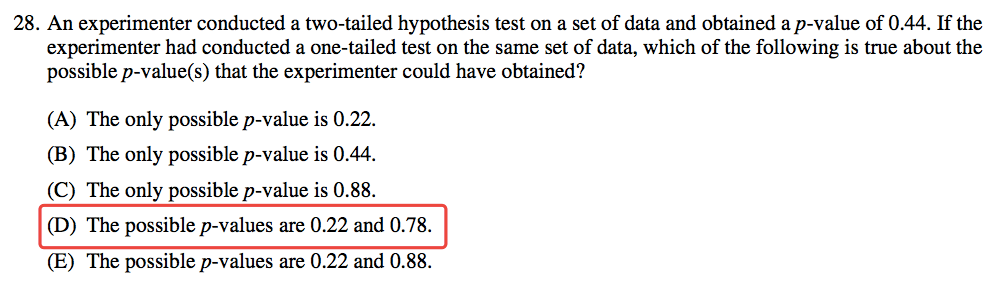 28. An experimenter conducted a two-tailed hypothesis test on a set of data and obtained a p-value of 0.44. If the
experimenter had conducted a one-tailed test on the same set of data, which of the following is true about the
possible p-value(s) that the experimenter could have obtained?
(A) The only possible p-value is 0.22.
(B) The only possible p-value is 0.44.
(C) The only possible p-value is 0.88.
(D) The possible p-values are 0.22 and 0.78.
(E) The possible p-values are 0.22 and 0.88.